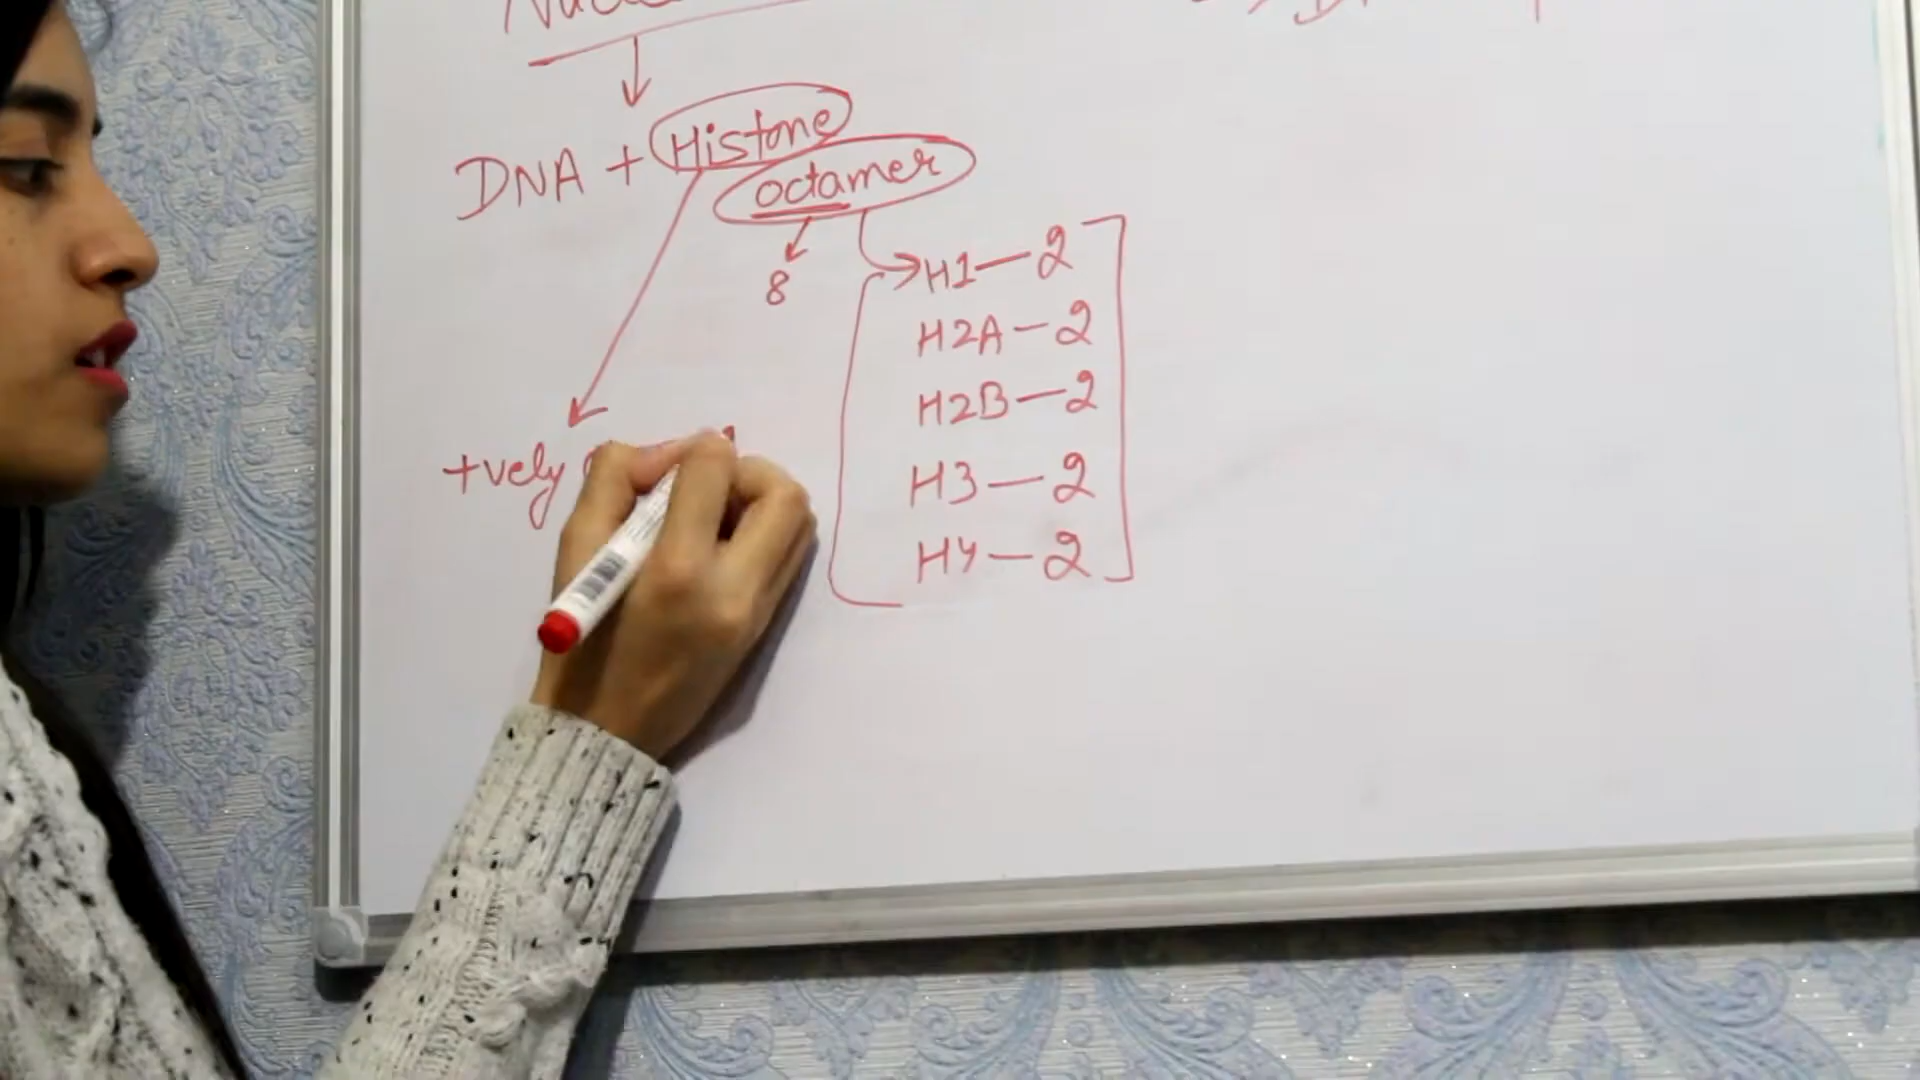 DNA + Histone
octamer
8
H1 — 2
H2A — 2
H2B — 2
H3 — 2
H4 — 2
+vely